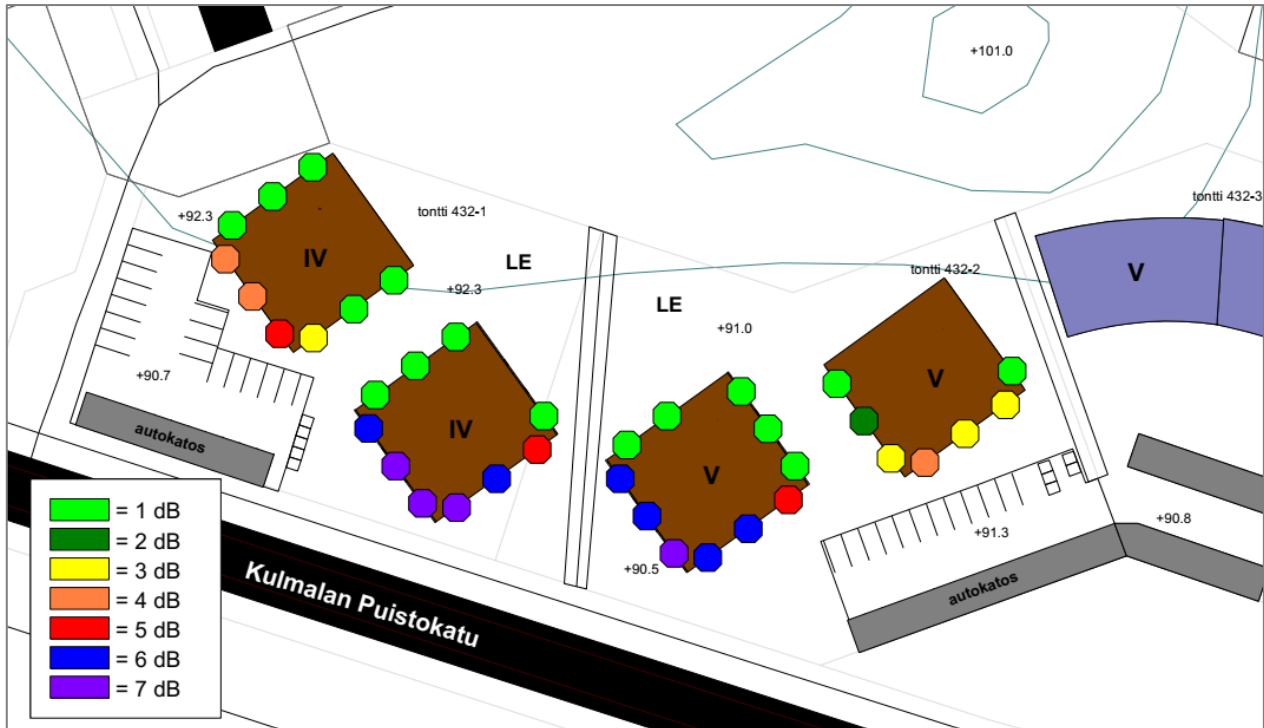 +101.0
tontti 432-3
+92.3
tontti 432-1
IV
LE
V
tontti 432-2
+92.3
LE
+91.0
+90.7
V
autokatos
IV
V
+90.8
+91.3
+90.5
autokatos
Kulmalan Puistokatu
= 1 dB
= 2 dB
= 3 dB
= 4 dB
= 5 dB
= 6 dB
= 7 dB